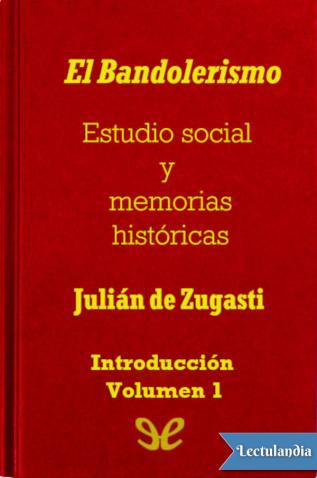 El Bandolerismo
Estudio social
y
memorias
históricas
Julián de Zugasti
Introducción
Volumen 1
Lectulandia